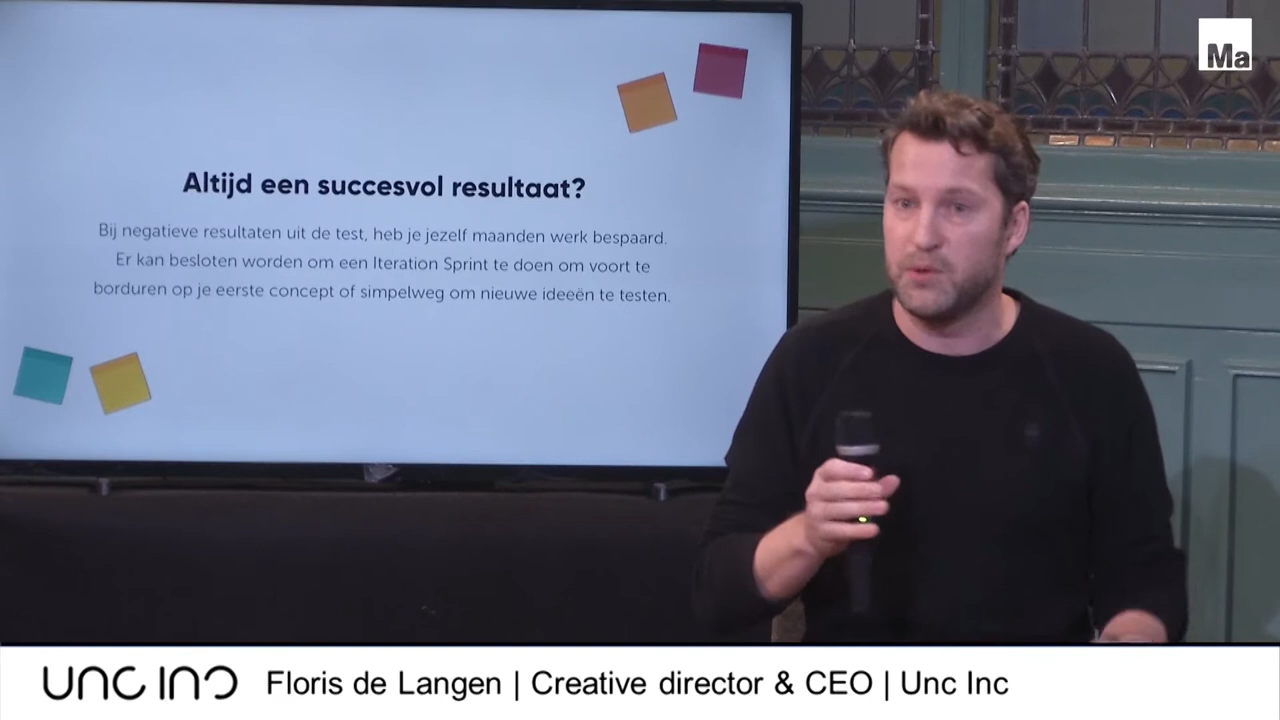 Ma
Altijd een succesvol resultaat?
Bij negatieve resultaten uit de test, heb je jezelf maanden werk bespaard.
Er kan besloten worden om een Iteration Sprint te doen om voort te
borduren op je eerste concept of simpelweg om nieuwe ideeën te testen.
UNC INC Floris de Langen | Creative director & CEO | Unc Inc